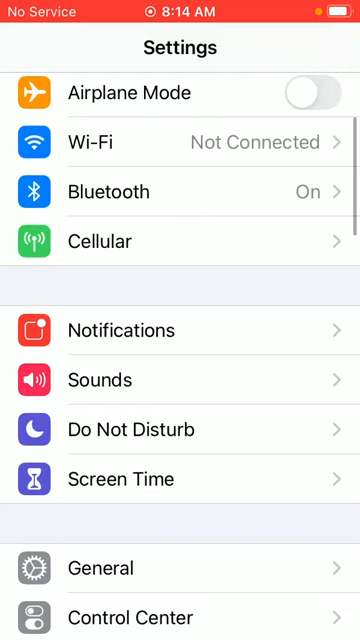 No Service 8:14 AM
Settings
Airplane Mode
Wi-Fi Not Connected
Bluetooth On
Cellular
Notifications
Sounds
Do Not Disturb
Screen Time
General
Control Center